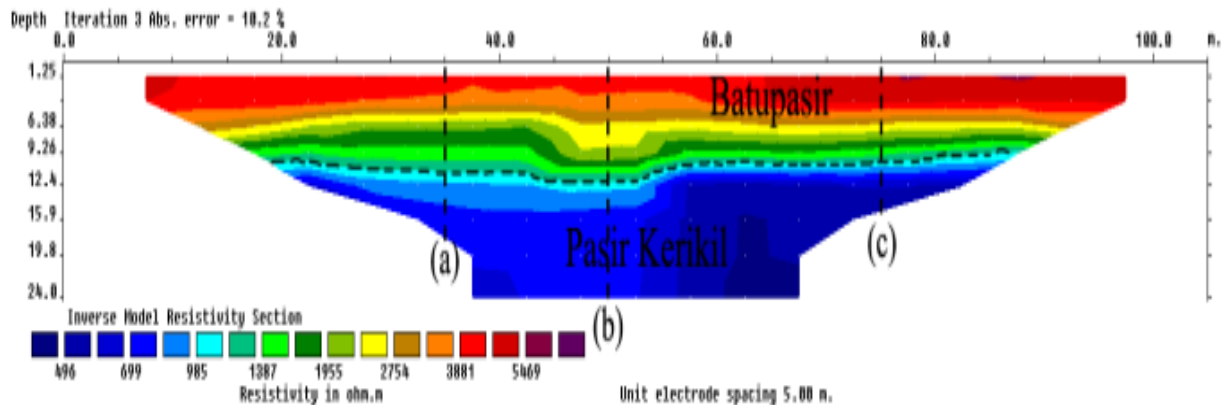 Depth Iteration 3 Abs. error = 10.2 %
0.0 20.0 40.0 60.0 80.0 100.0 m.
1.25
Batupasir
6.38
9.26
12.4
15.9
19.8
Pasir Kerikil
(a)
(c)
24.0
(b)
Inverse Model Resistivity Section
496 699 985 1387 1955 2754 3881 5469
Resistivity in ohm.m Unit electrode spacing 5.00 m.